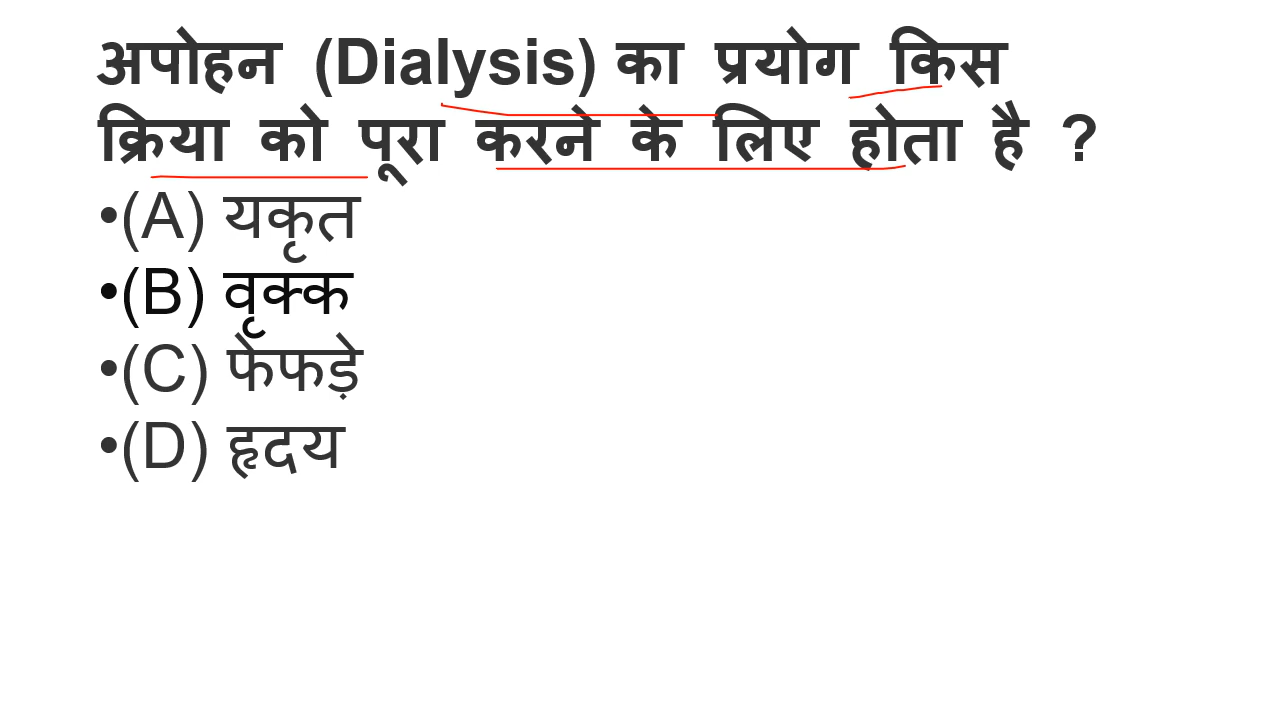 अपोहन (Dialysis) का प्रयोग किस
क्रिया को पूरा करने के लिए होता है ?
•(A) यकृत
•(B) वृक्क
•(C) फेफड़े
•(D) हृदय